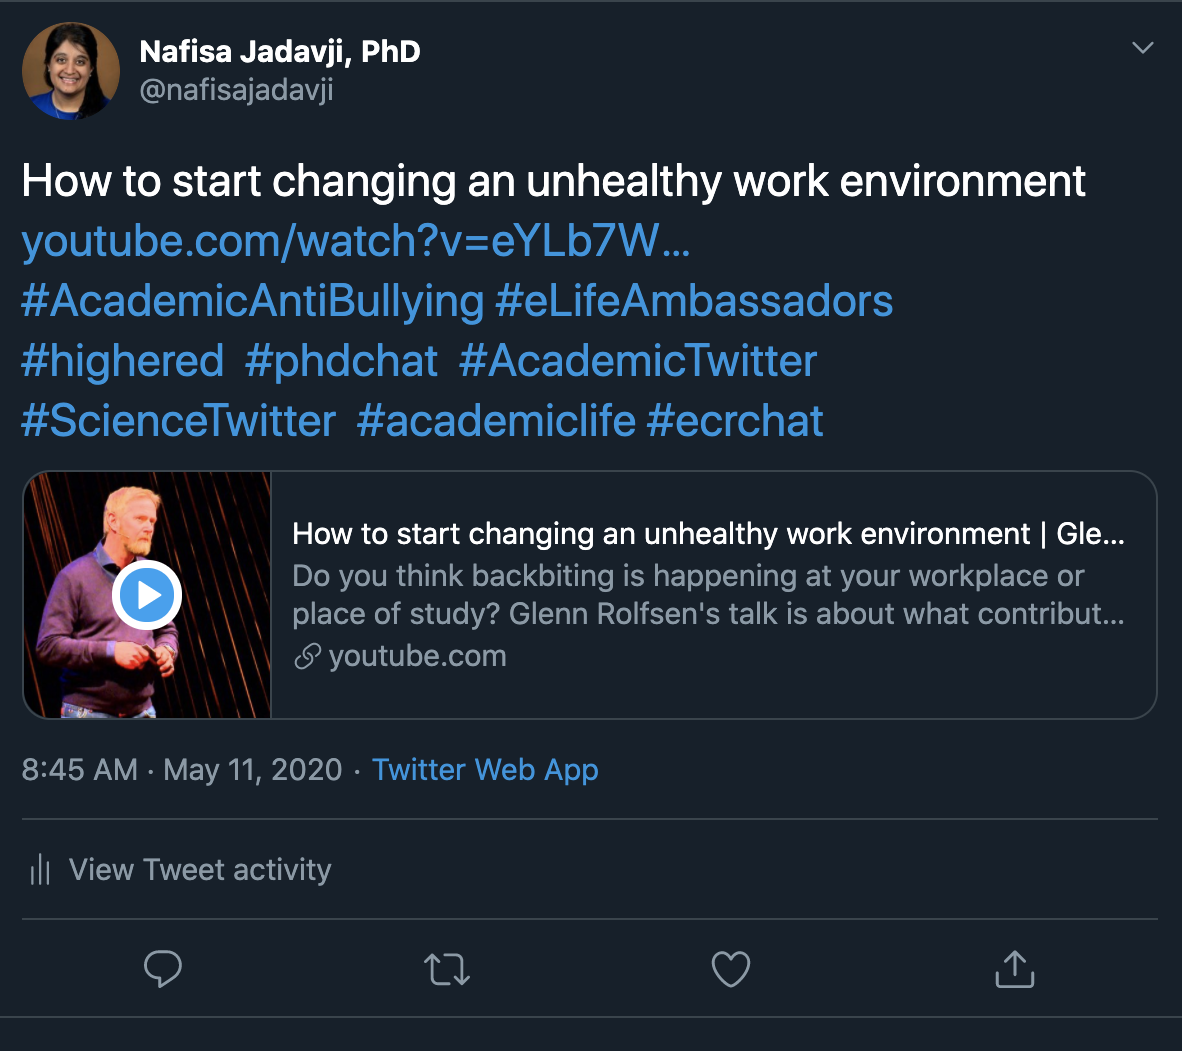 Nafisa Jadavji, PhD
@nafisajadavji
How to start changing an unhealthy work environment
youtube.com/watch?v=eYLb7W…
#AcademicAntiBullying #eLifeAmbassadors
#highered #phdchat #AcademicTwitter
#ScienceTwitter #academiclife #ecrchat
How to start changing an unhealthy work environment | Gle...
Do you think backbiting is happening at your workplace or
place of study? Glenn Rolfsen's talk is about what contribut...
youtube.com
8:45 AM · May 11, 2020 · Twitter Web App
View Tweet activity